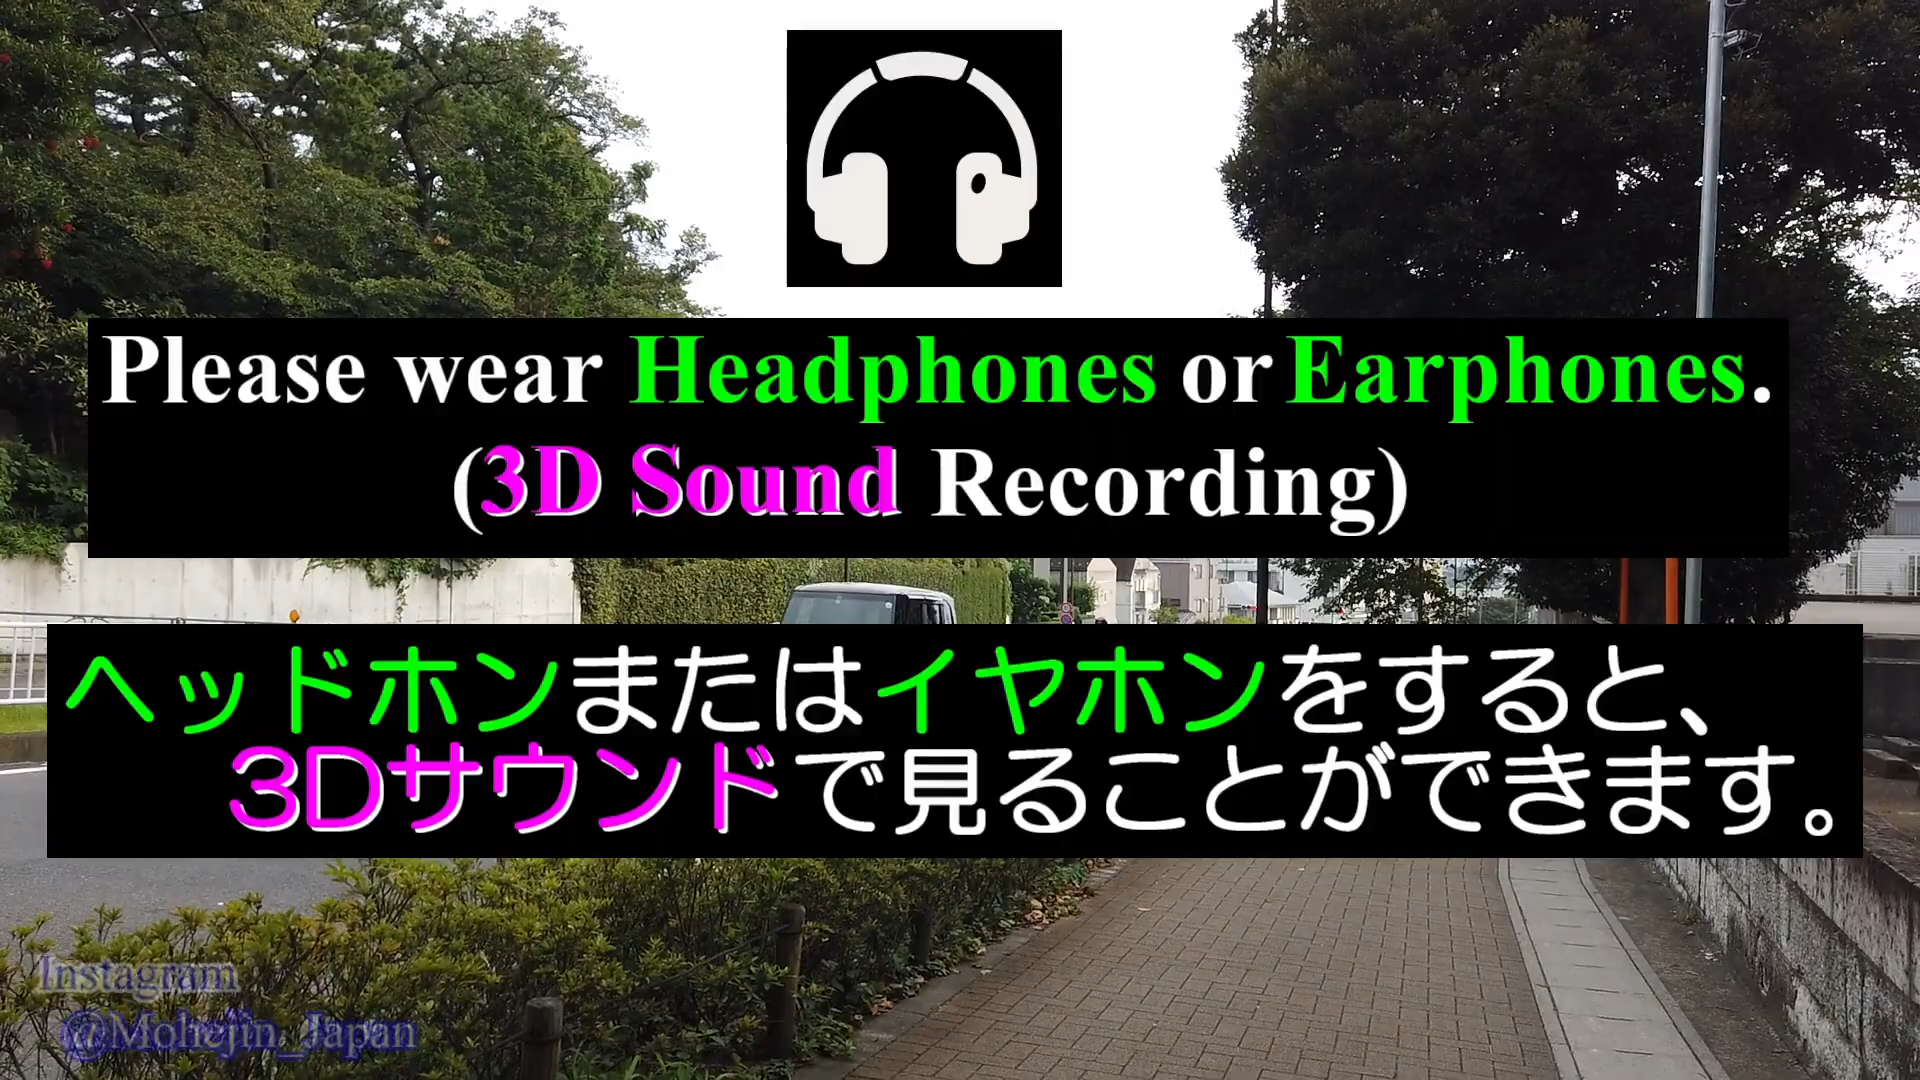 Please wear Headphones or Earphones.
(3D Sound Recording)
ヘッドホンまたはイヤホンをすると、
3Dサウンドで見ることができます。
Instagram
@Mohejin_Japan